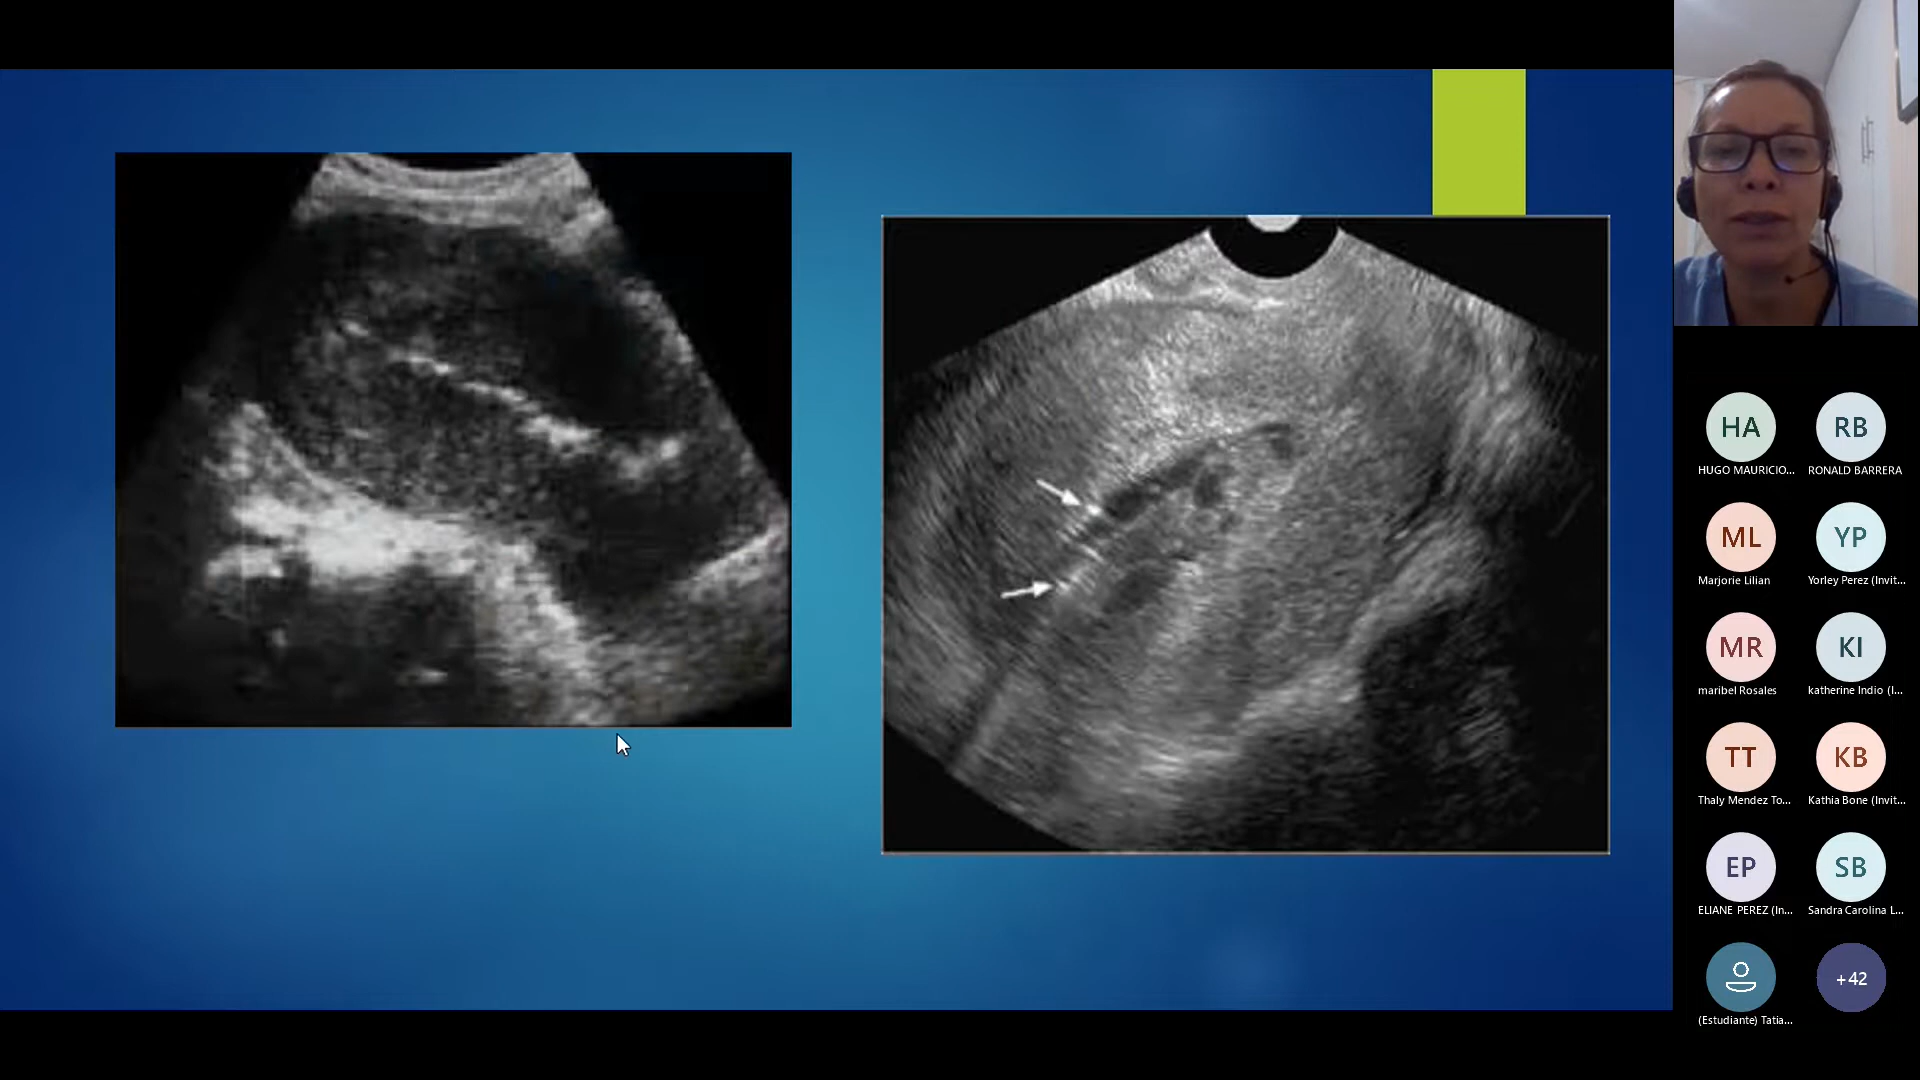 HA
RB
HUGO MAURICIO...
RONALD BARRERA
ML
YP
Marjorie Lilian
Yorley Perez (Invit...
MR
KI
maribel Rosales
katherine Indio (I...
TT
KB
Thaly Mendez To...
Kathia Bone (Invit...
EP
SB
ELIANE PEREZ (In...
Sandra Carolina L...
+42
(Estudiante) Tatia...